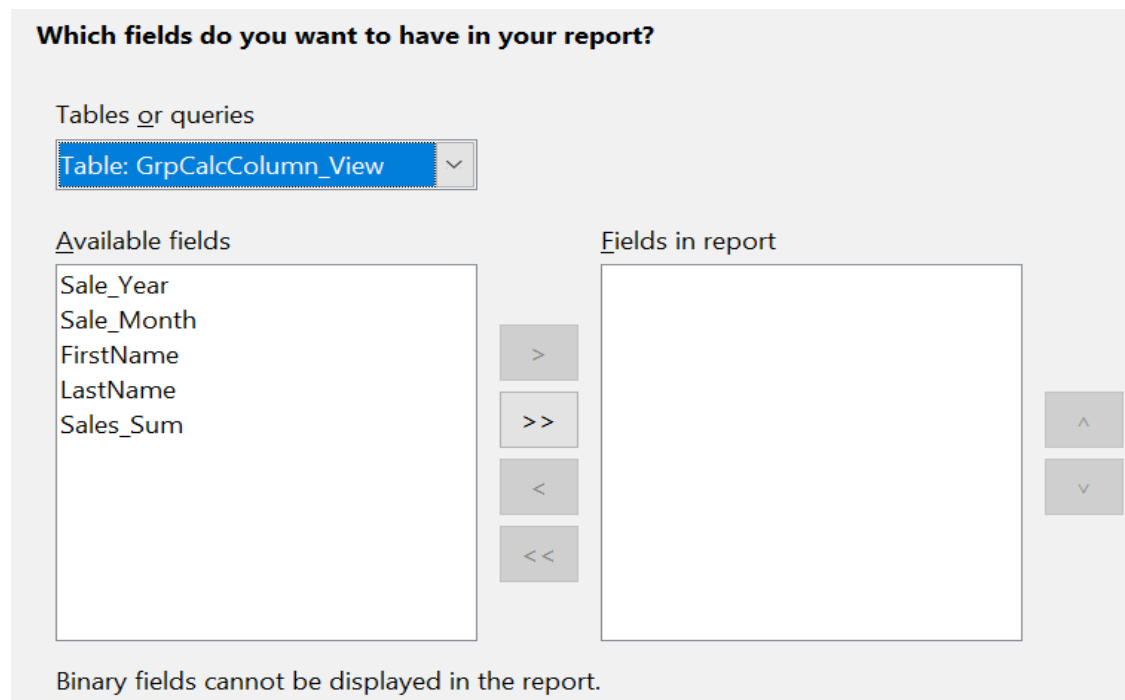 Which fields do you want to have in your report?
Tables or queries
Table: GrpCalcColumn_View
Available fields
Fields in report
Sale_Year
Sale_Month
FirstName
LastName
Sales_Sum
>
>>
<
<<
^
v
Binary fields cannot be displayed in the report.